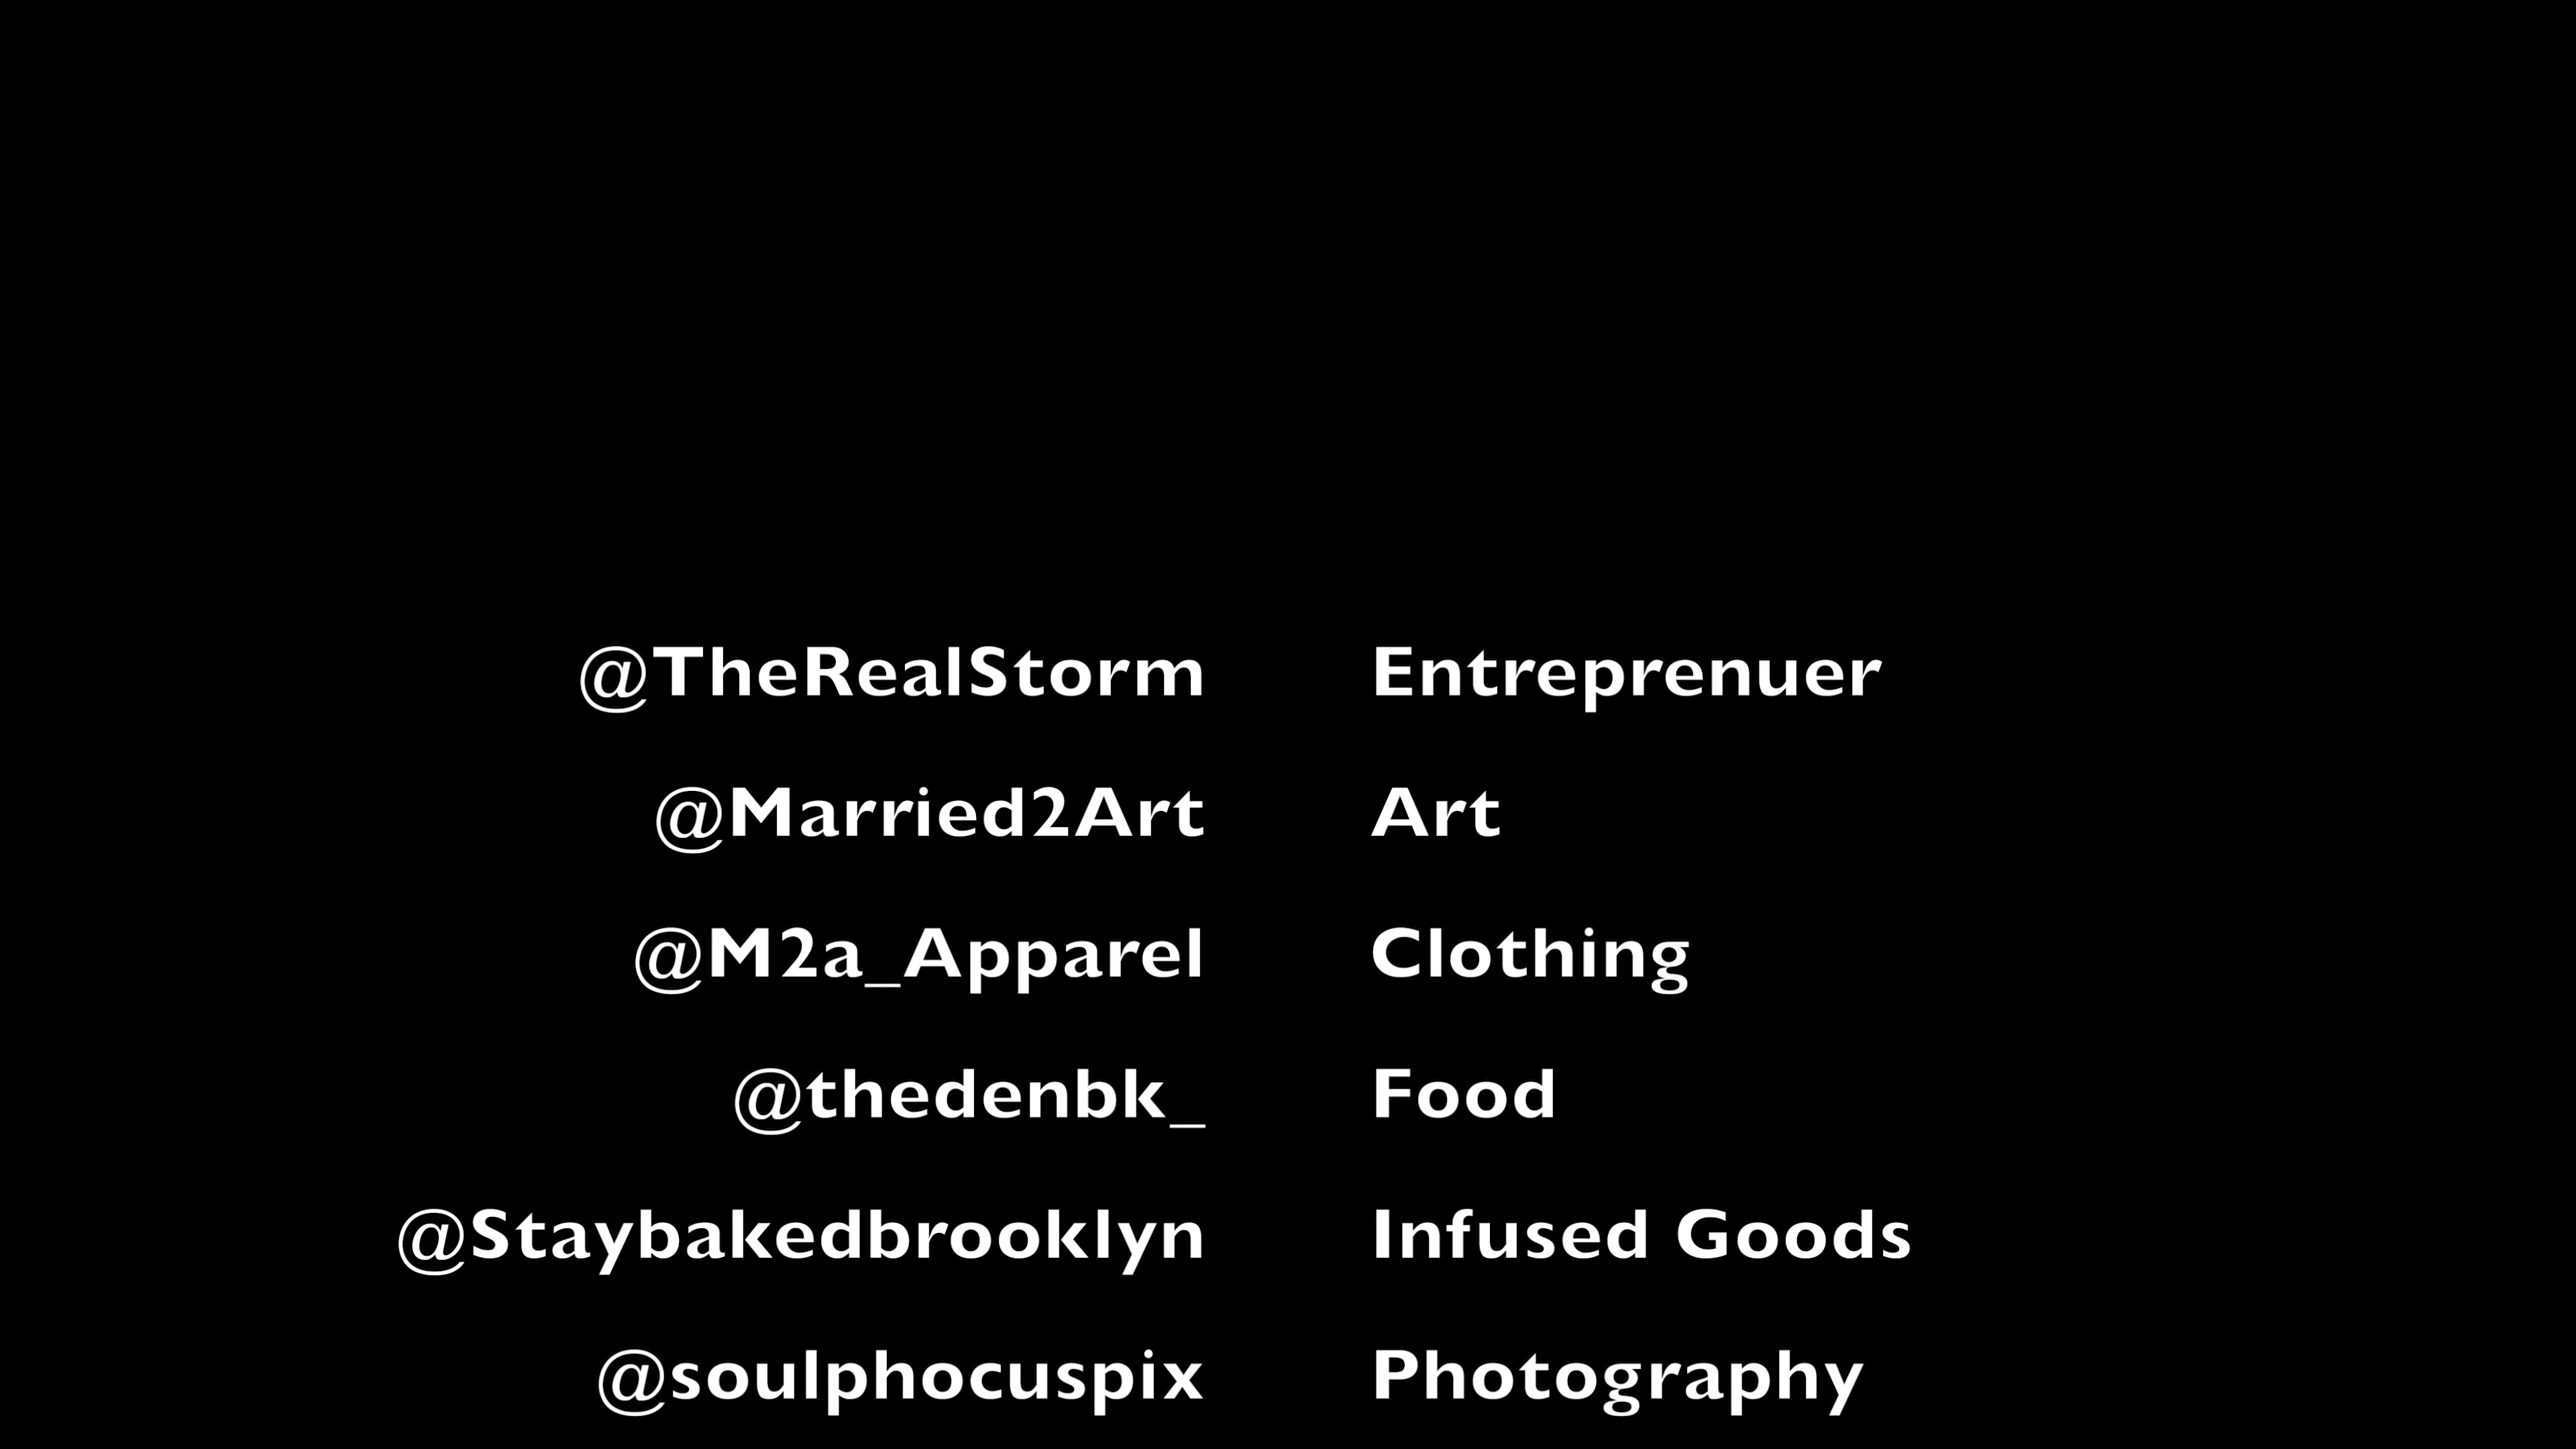 @TheRealStorm Entreprenuer
@Married2Art Art
@M2a_Apparel Clothing
@thedenbk_ Food
@Staybakedbrooklyn Infused Goods
@soulphocuspix Photography